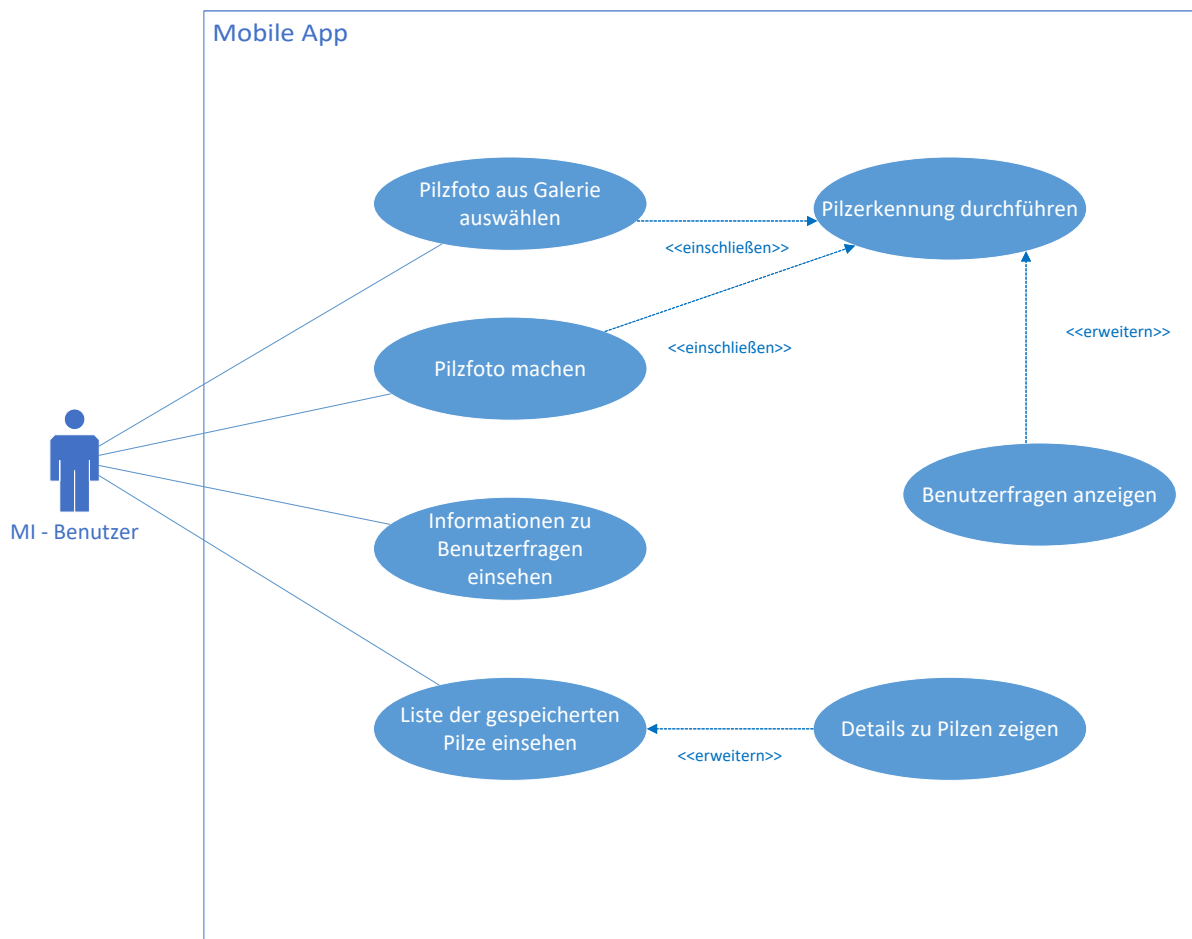 Mobile App
Pilzfoto aus Galerie
auswählen
Pilzerkennung durchführen
<<einschließen>>
<<einschließen>>
<<erweitern>>
Pilzfoto machen
MI - Benutzer
Benutzerfragen anzeigen
Informationen zu
Benutzerfragen
einsehen
Liste der gespeicherten
Pilze einsehen
Details zu Pilzen zeigen
<<erweitern>>